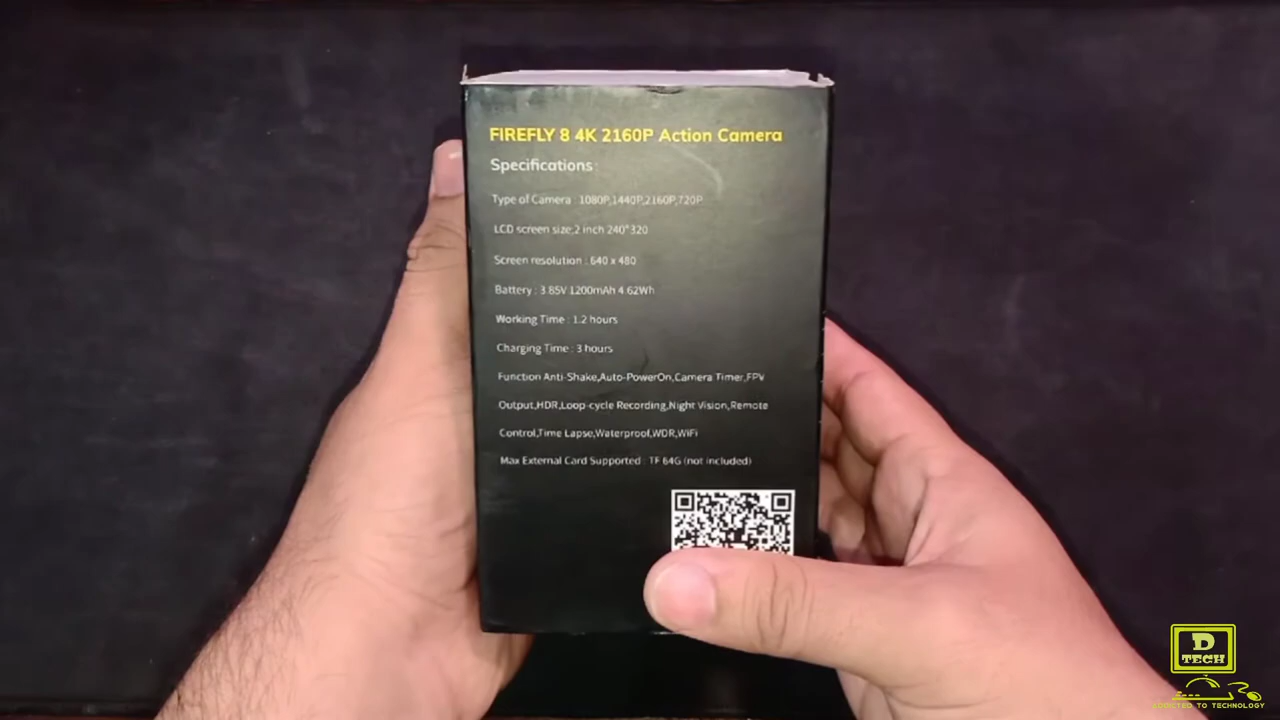 FIREFLY 8 4K 2160P Action Camera
Specifications
Type of Camera : 1080P,1440P,2160P,720P
LCD screen size,2 inch 240*320
Screen resolution : 640 x 480
Battery : 3.85V 1200mAh 4.62Wh
Working Time : 1.2 hours
Charging Time : 3 hours
Function Anti-Shake,Auto-PowerOn,Camera Timer,FPV
Output,HDR,Loop-cycle Recording,Night Vision,Remote
Control,Time Lapse,Waterproof,WDR,WiFi
Max External Card Supported : TF 64G (not included)
D
TECH
ADDICTED TO TECHNOLOGY